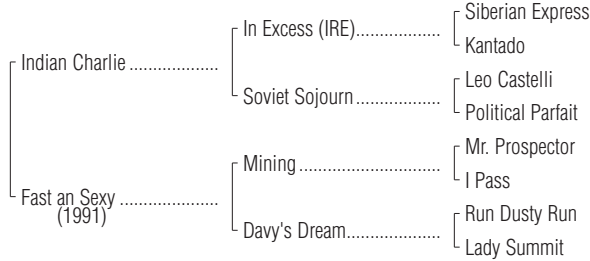 Siberian Express
In Excess (IRE)..................
Kantado
Indian Charlie ...................
Leo Castelli
Soviet Sojourn ..................
Political Parfait
Mr. Prospector
Mining ..............................
I Pass
Fast an Sexy .....................
(1991)
Run Dusty Run
Davy's Dream....................
Lady Summit